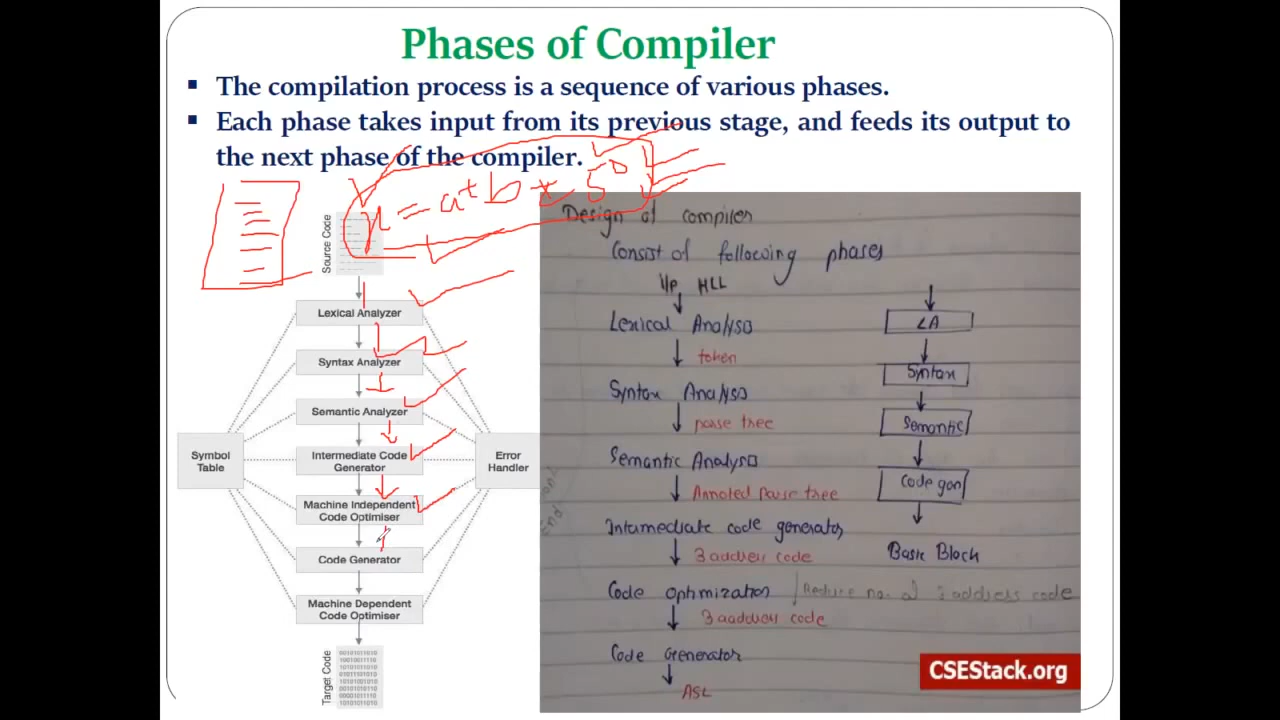 Phases of Compiler
▪ The compilation process is a sequence of various phases.
▪ Each phase takes input from its previous stage, and feeds its output to
the next phase of the compiler.
x = a + b * 50
Source Code
Lexical Analyzer
Syntax Analyzer
Semantic Analyzer
Intermediate Code
Generator
Machine Independent
Code Optimiser
Code Generator
Machine Dependent
Code Optimiser
Symbol
Table
Error
Handler
Target Code
Design of compiler
Consist of following phases
I/p HLL
Lexical Analysis
token
Syntax Analysis
parse tree
Semantic Analysis
Annoted parse tree
Intermediate code generator
3 address code
Code Optmization / Reduce no. of 3 address code
3 aaddress code
Code Generator
ASL
LA
Syntax
Semantic
Code gan
Basic Block
CSEStack.org